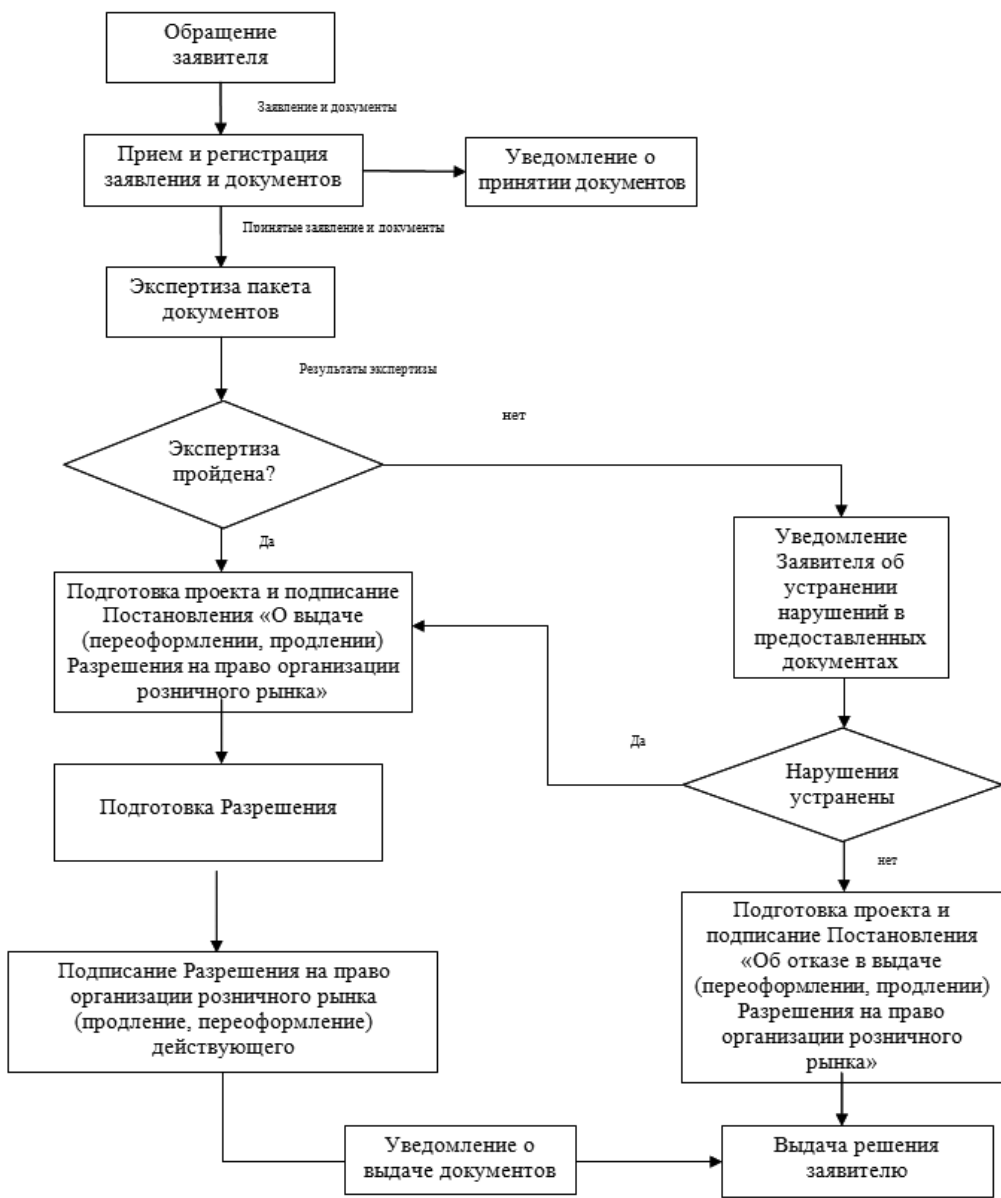 Обращение
заявителя
Заявление и документы
Прием и регистрация
заявления и документов
Уведомление о
принятии документов
Принятые заявление и документы
Экспертиза пакета
документов
Результаты экспертизы
нет
Экспертиза
пройдена?
Да
Уведомление
Заявителя об
устранении
нарушений в
предоставленных
документах
Подготовка проекта и подписание
Постановления «О выдаче
(переоформлении, продлении)
Разрешения на право организации
розничного рынка»
Да
Нарушения
устранены
Подготовка Разрешения
нет
Подготовка проекта и
подписание Постановления
«Об отказе в выдаче
(переоформлении, продлении)
Разрешения на право
организации розничного
рынка»
Подписание Разрешения на право
организации розничного рынка
(продление, переоформление)
действующего
Уведомление о
выдаче документов
Выдача решения
заявителю